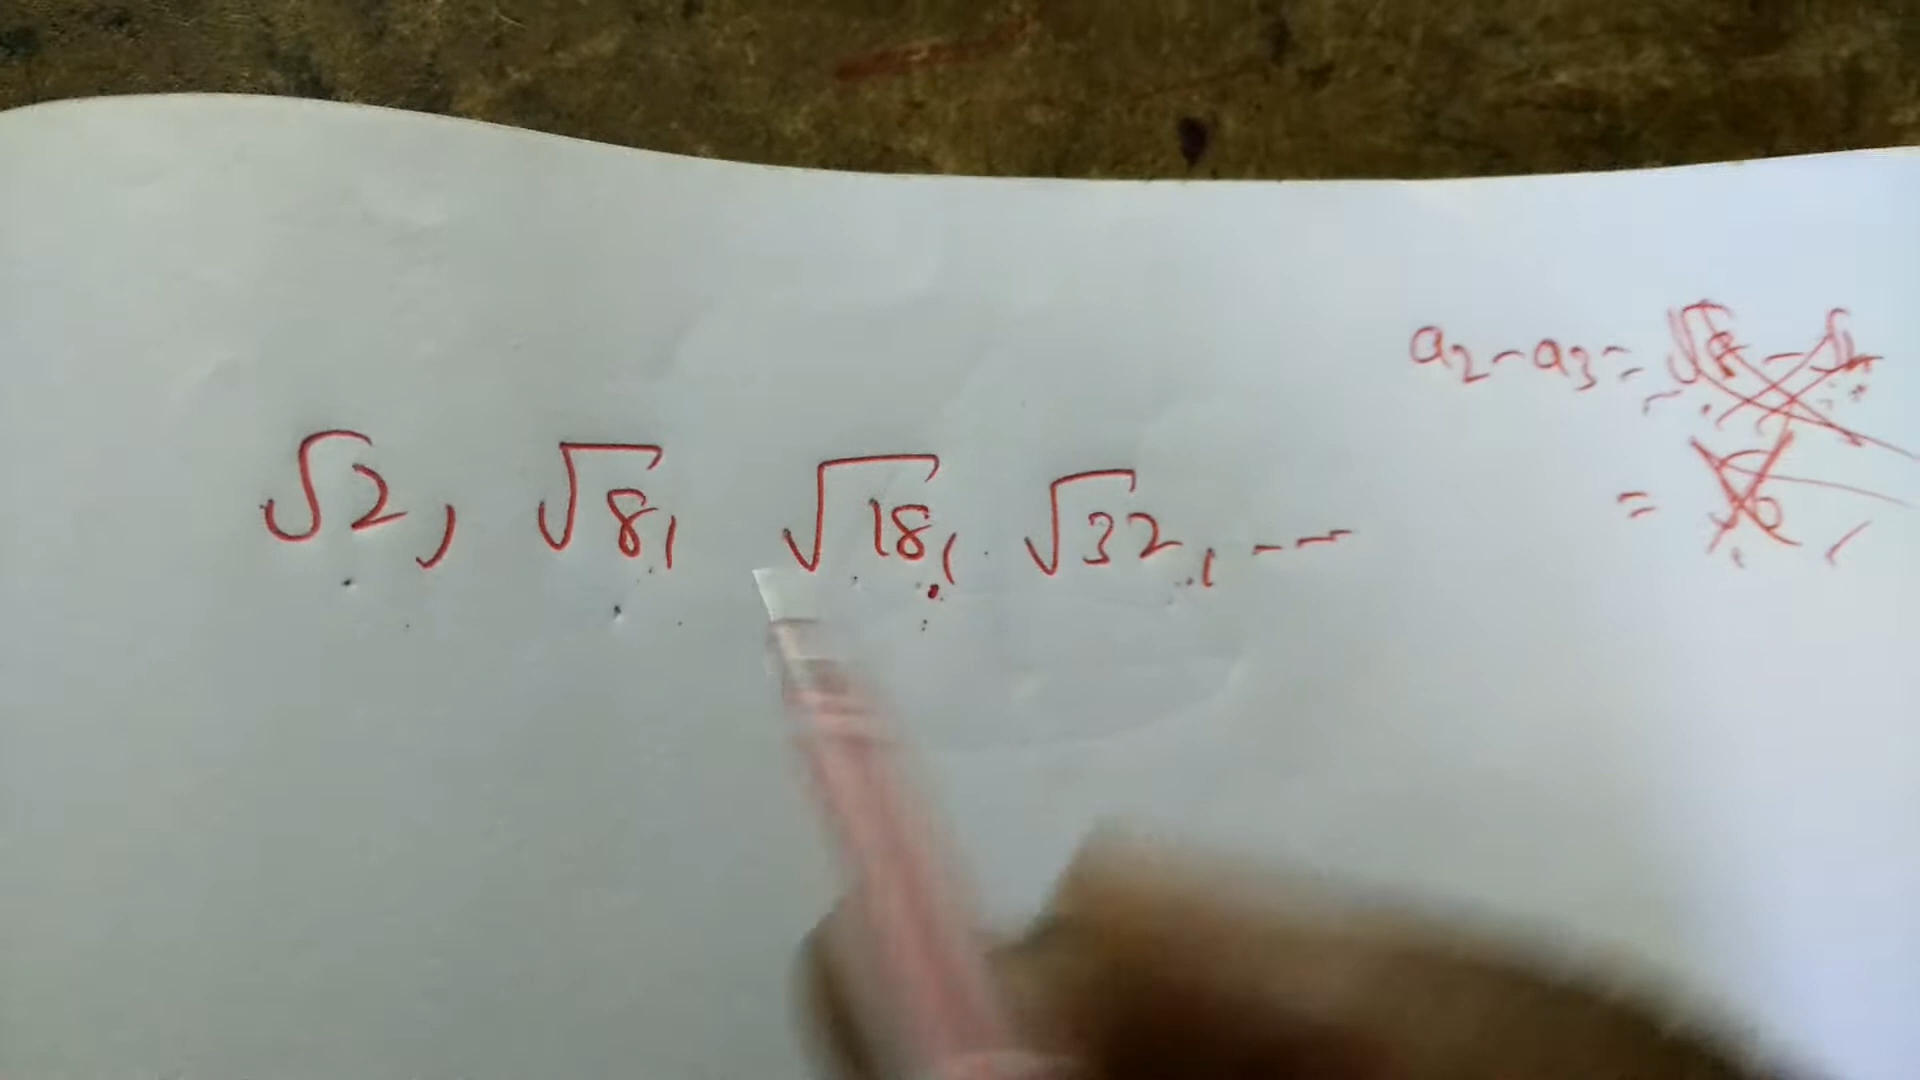 a2 - a3 =
√2, √8, √18, √32, ---
=